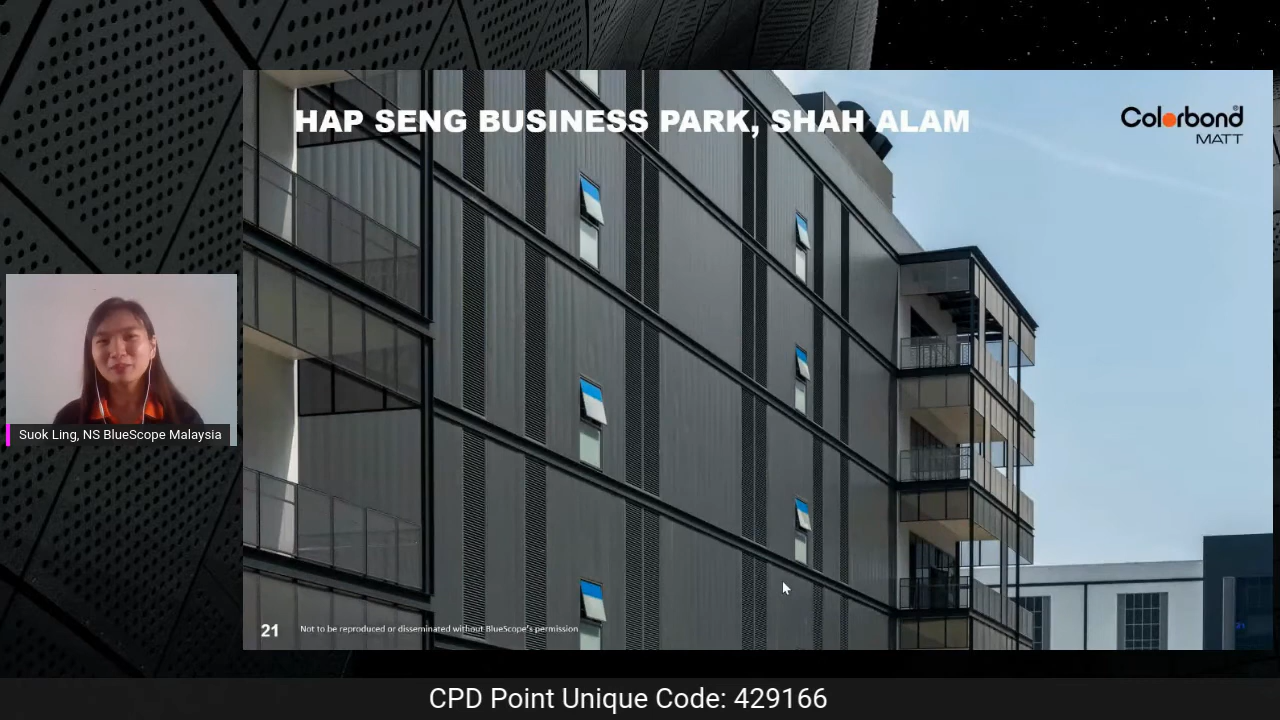 HAP SENG BUSINESS PARK, SHAH ALAM
Colorbond®
MATT
Suok Ling, NS BlueScope Malaysia
21
Not to be reproduced or disseminated without BlueScope's permission
CPD Point Unique Code: 429166